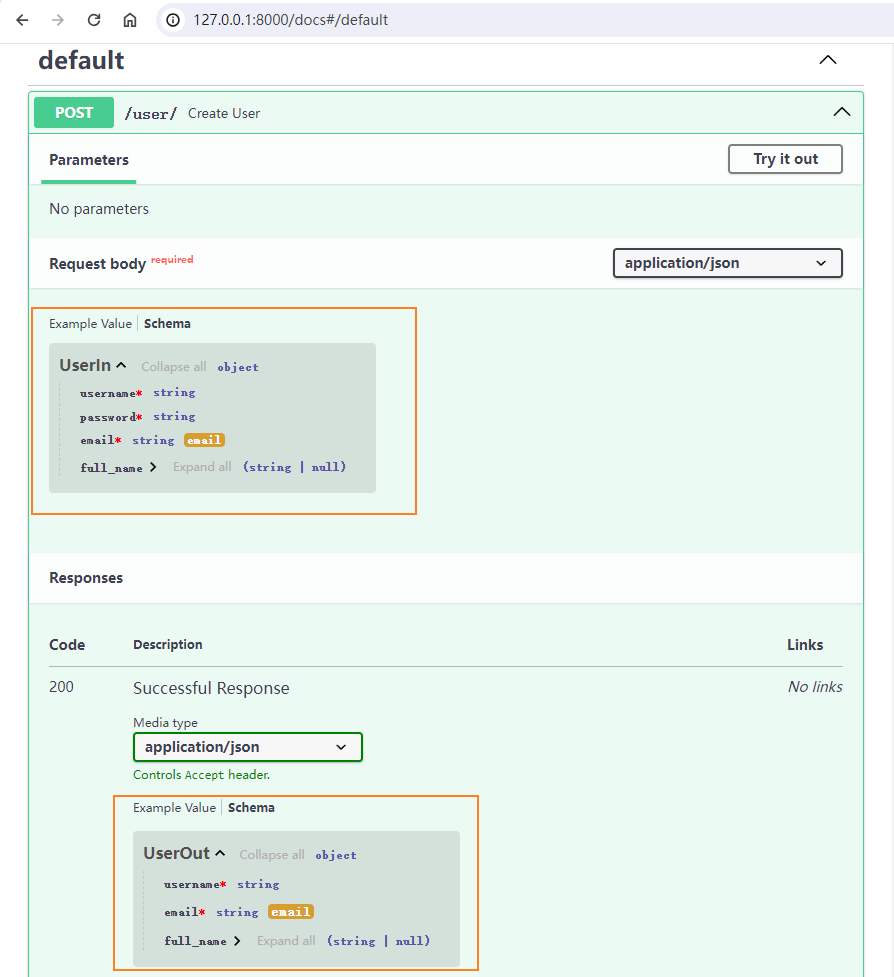 127.0.0.1:8000/docs#/default
default
POST /user/ Create User
Parameters Try it out
No parameters
Request body required application/json
Example Value Schema
UserIn Collapse all object
username* string
password* string
email* string email
full_name Expand all (string | null)
Responses
Code Description Links
200 Successful Response No links
Media type
application/json
Controls Accept header.
Example Value Schema
UserOut Collapse all object
username* string
email* string email
full_name Expand all (string | null)